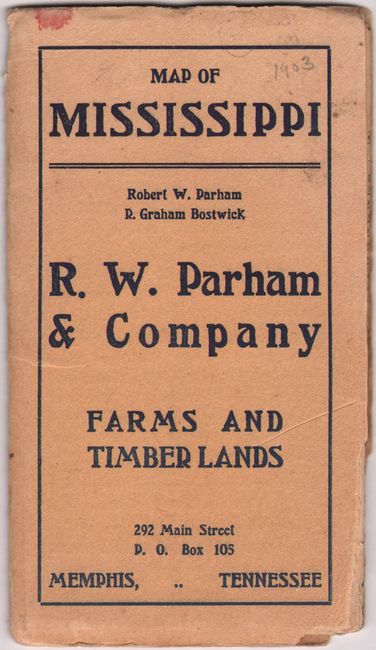 1903
MAP OF
MISSISSIPPI
Robert W. Parham
P. Graham Bostwick
R. W. Parham
& Company
FARMS AND
TIMBER LANDS
292 Main Street
P. O. Box 105
MEMPHIS, .. TENNESSEE